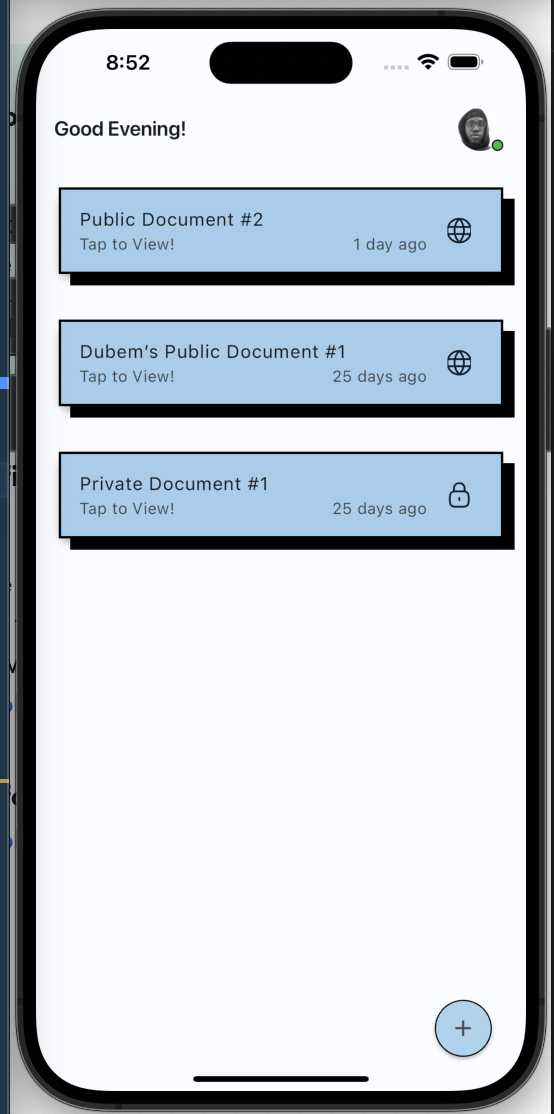 8:52
Good Evening!
Public Document #2
Tap to View! 1 day ago
Dubem’s Public Document #1
Tap to View! 25 days ago
Private Document #1
Tap to View! 25 days ago
+